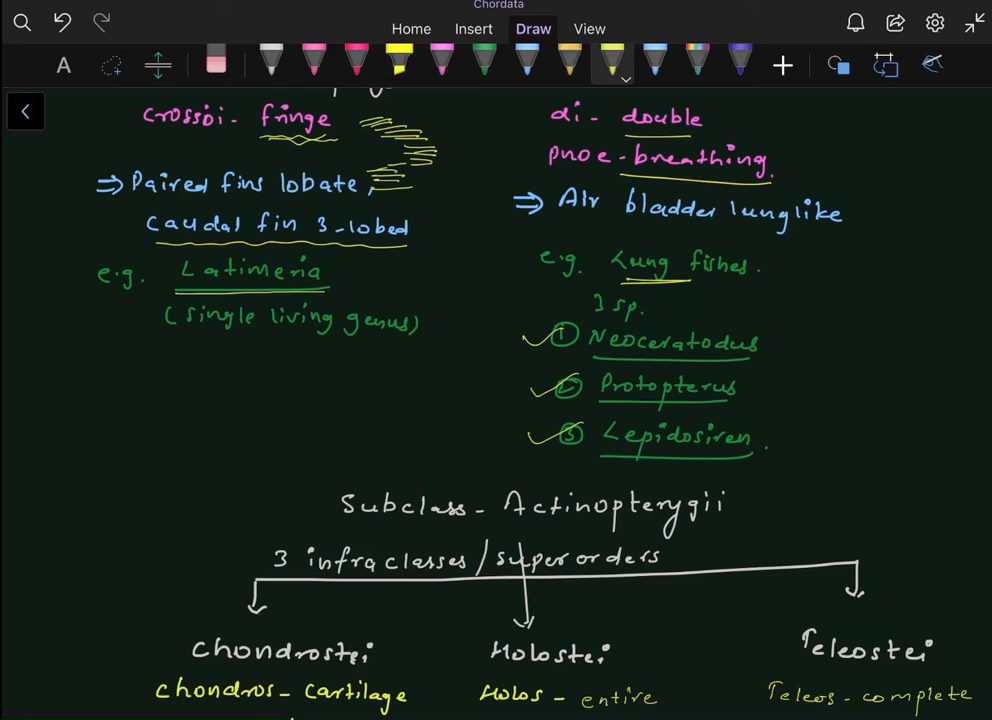 Chordata
Home Insert Draw View
A
crossoi - fringe
⇒ Paired fins lobate,
caudal fin 3-lobed
e.g. Latimeria
(single living genus)
di - double
pnoe - breathing.
⇒ Air bladder lunglike
e.g. Lung fishes.
3 sp.
① Neoceratodus
② Protopterus
③ Lepidosiren.
Subclass - Actinopterygii
3 infraclasses/superorders
Chondrostei Holostei Teleostei
chondros - cartilage Holos - entire Teleos - complete